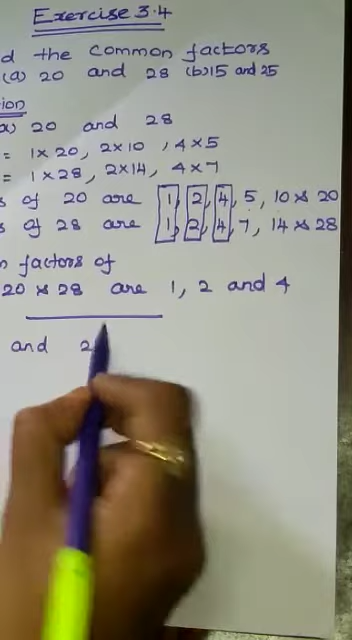 Exercise 3.4
d the common factors
(a) 20 and 28 (b) 15 and 25
ion
a) 20 and 28
= 1×20, 2×10, 4×5
= 1×28, 2×14, 4×7
s of 20 are 1, 2, 4, 5, 10 & 20
s of 28 are 1, 2, 4, 7, 14 & 28
n factors of
20 & 28 are 1, 2 and 4
and 2